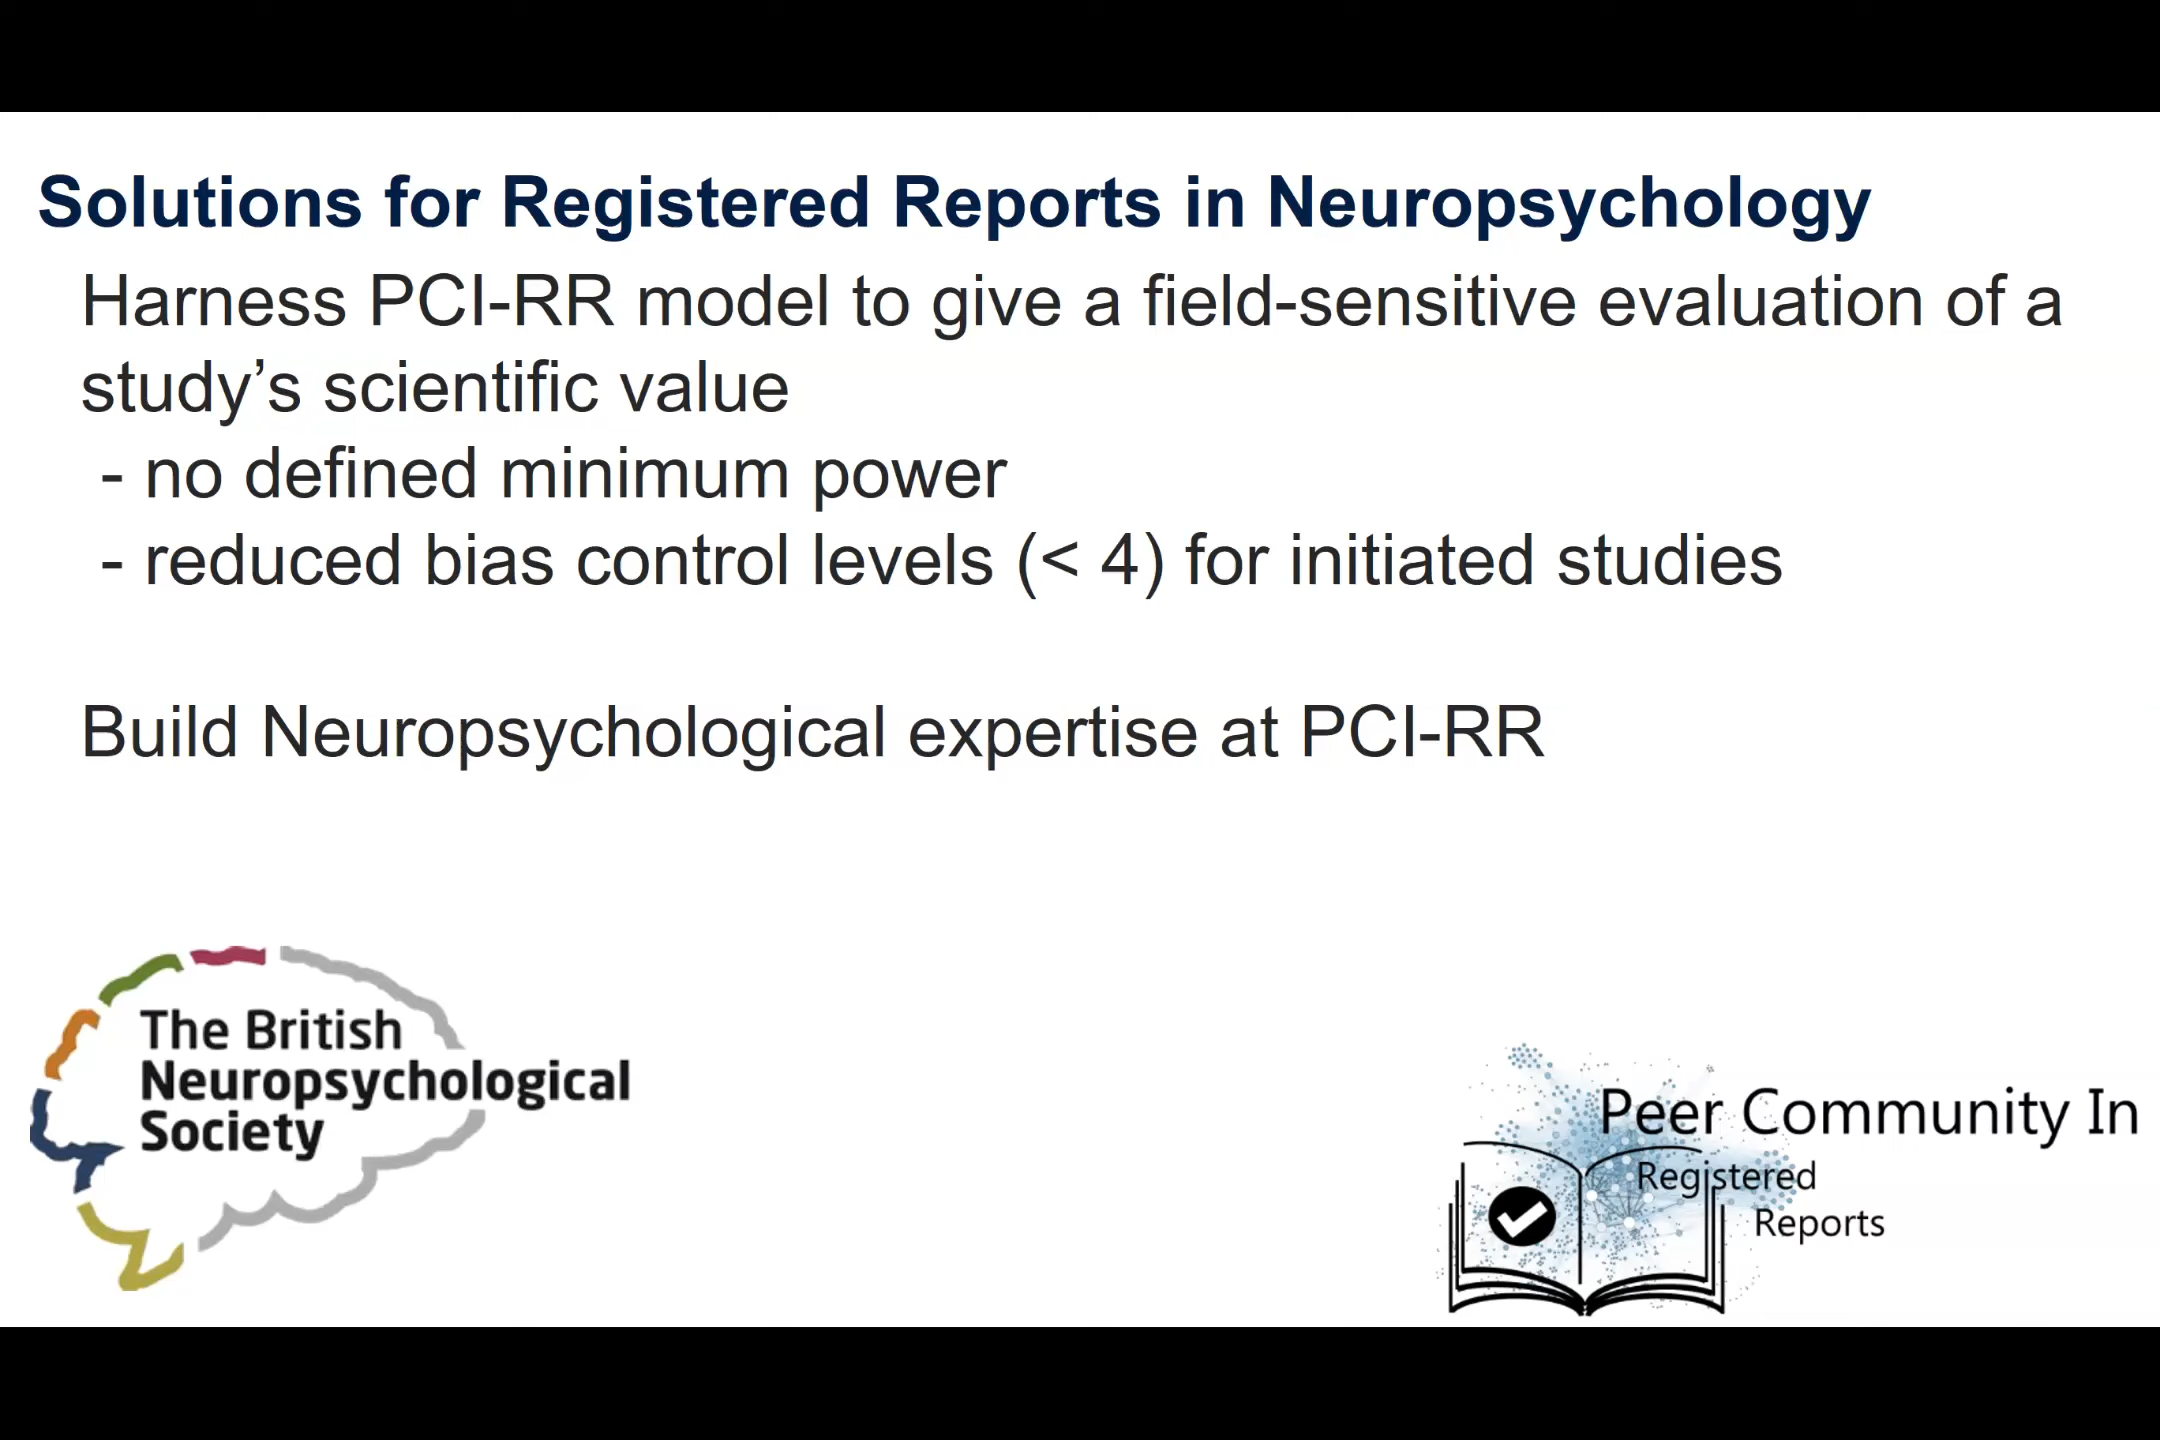 Solutions for Registered Reports in Neuropsychology
Harness PCI-RR model to give a field-sensitive evaluation of a
study’s scientific value
- no defined minimum power
- reduced bias control levels (< 4) for initiated studies
Build Neuropsychological expertise at PCI-RR
The British
Neuropsychological
Society
Peer Community In
Registered
Reports